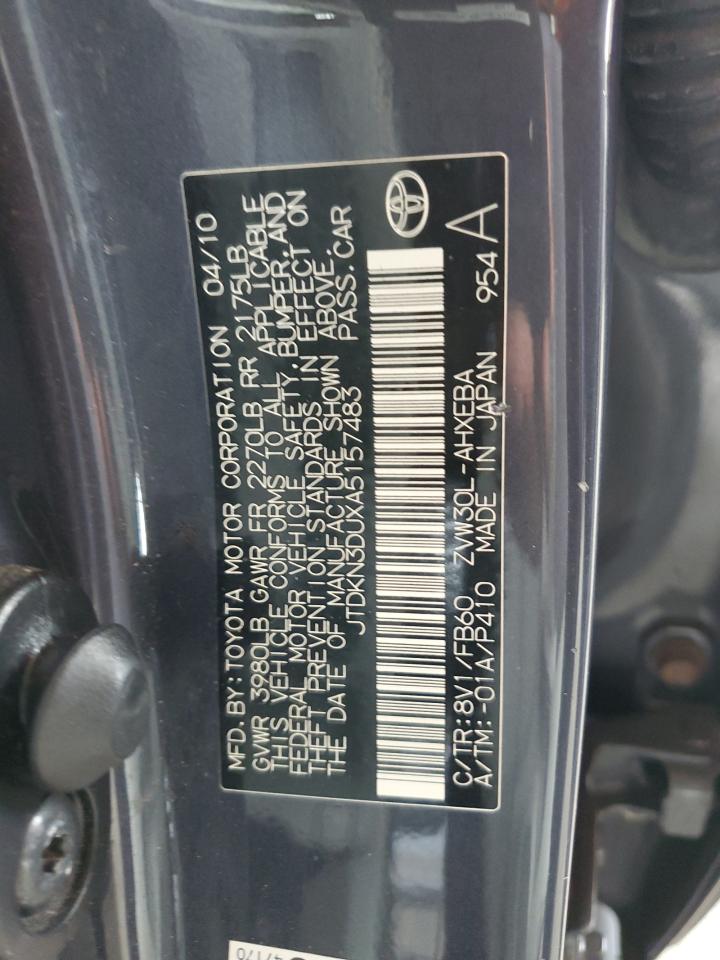 MFD.BY:TOYOTA MOTOR CORPORATION 04/10
GVWR 3980LB GAWR FR 2270LB RR 2175LB
THIS VEHICLE CONFORMS TO ALL APPLICABLE
FEDERAL MOTOR VEHICLE SAFETY,BUMPER,AND
THEFT PREVENTION STANDARDS IN EFFECT ON
THE DATE OF MANUFACTURE SHOWN ABOVE.
JTDKN3DUXA5157483 PASS.CAR
C/TR:8V1/FB60 ZVW30L-AHXEBA
A/TM:-01A/P410 MADE IN JAPAN 954A
47176